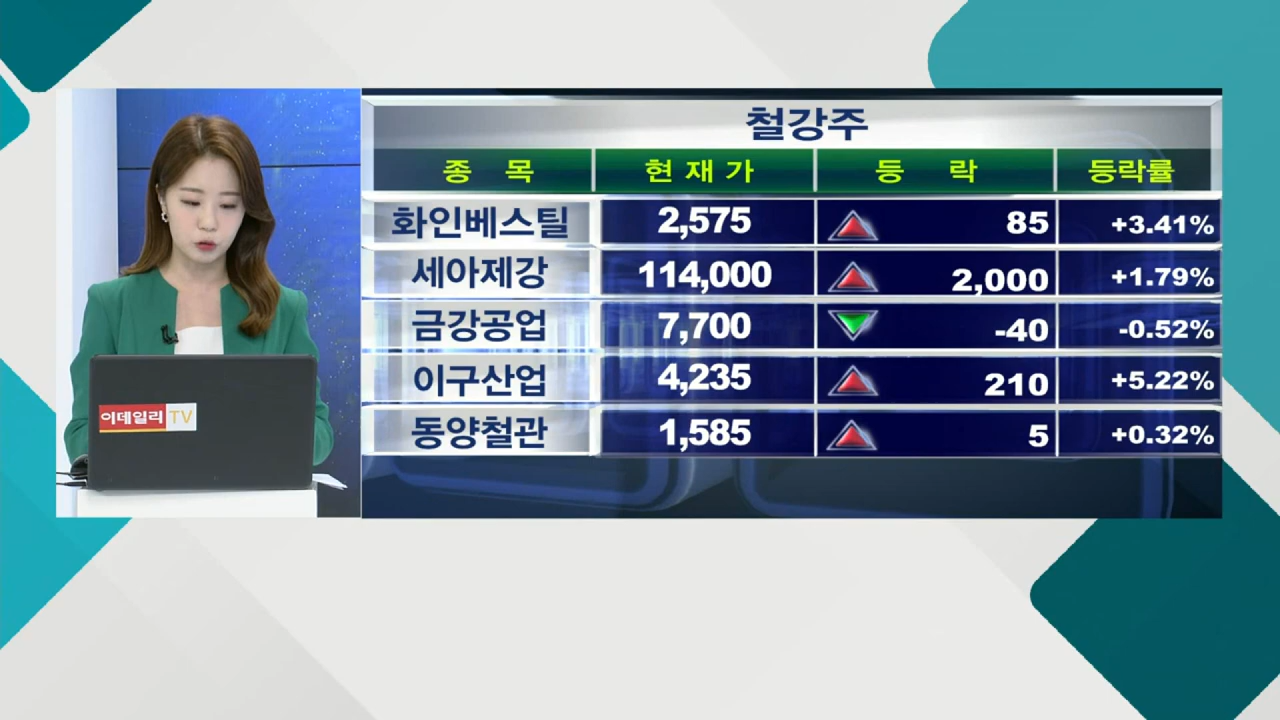 철강주
종 목 현 재 가 등 락 등락률
화인베스틸 2,575 85 +3.41%
세아제강 114,000 2,000 +1.79%
금강공업 7,700 -40 -0.52%
이구산업 4,235 210 +5.22%
동양철관 1,585 5 +0.32%
이데일리 TV